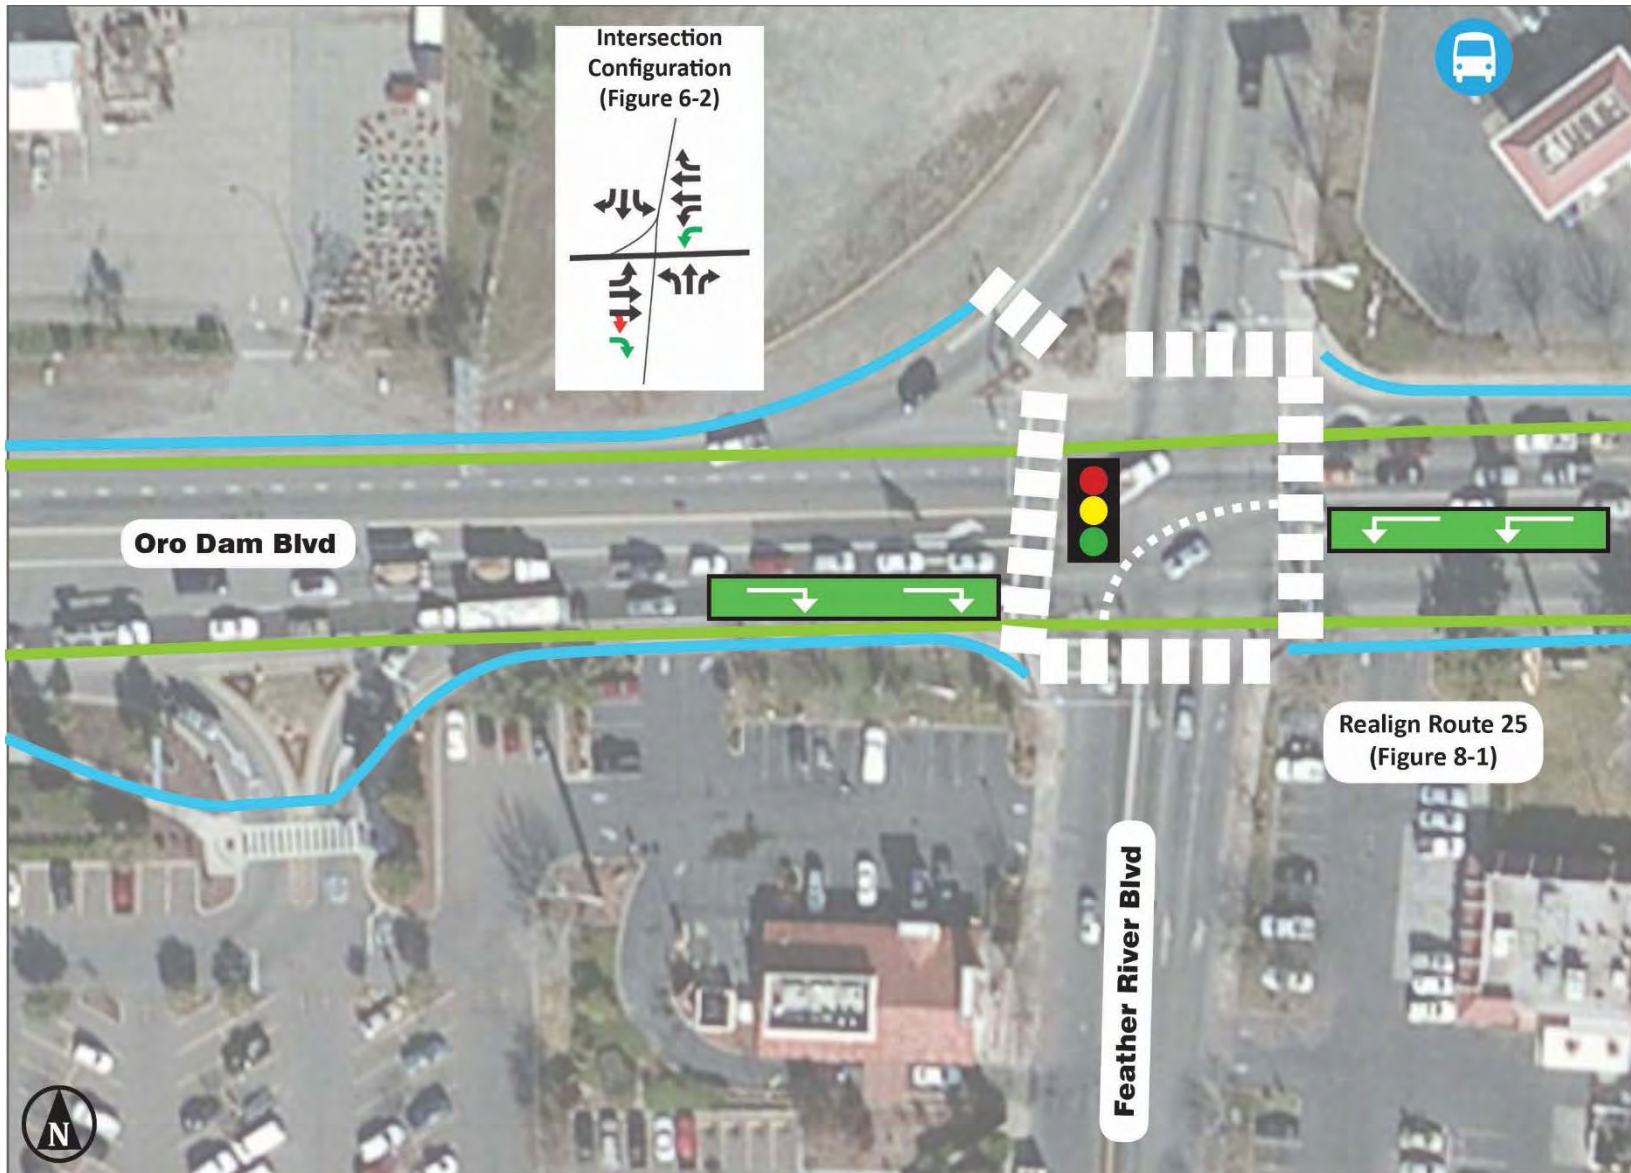 Intersection
Configuration
(Figure 6-2)
Oro Dam Blvd
Realign Route 25
(Figure 8-1)
Feather River Blvd
N